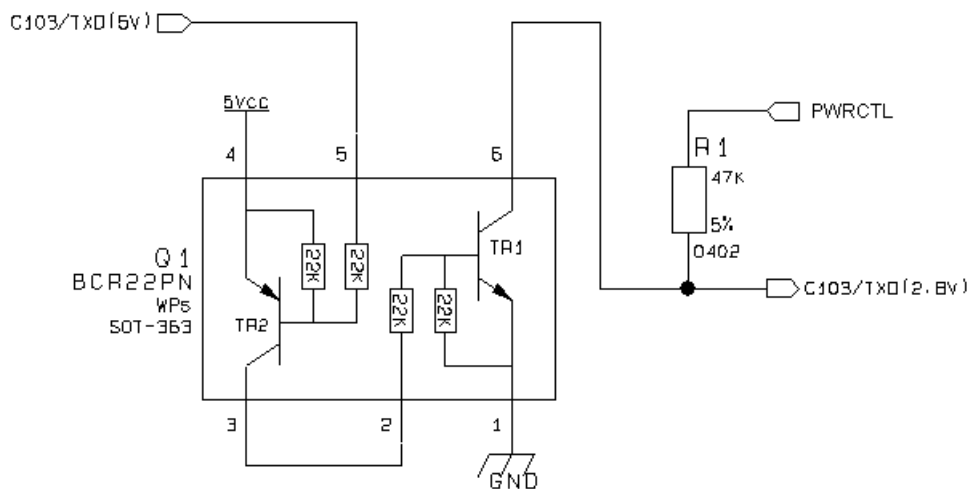 C103/TXD(5V)
5VCC
4
5
6
PWRCTL
R1
47K
5%
0402
Q1
BCR22PN
WPs
SOT-363
22K
22K
22K
22K
TR1
TR2
C103/TXD(2.8V)
3
2
1
GND